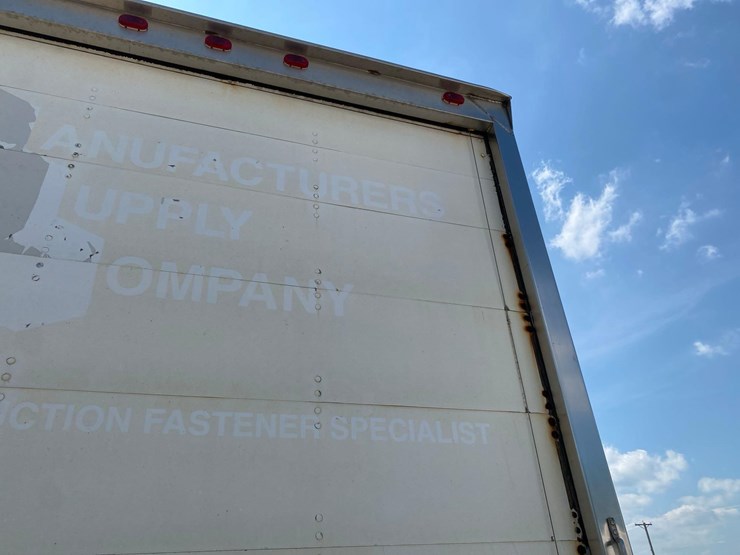 ANUFACTURERS
UPPLY
OMPANY
CTION FASTENER SPECIALIST